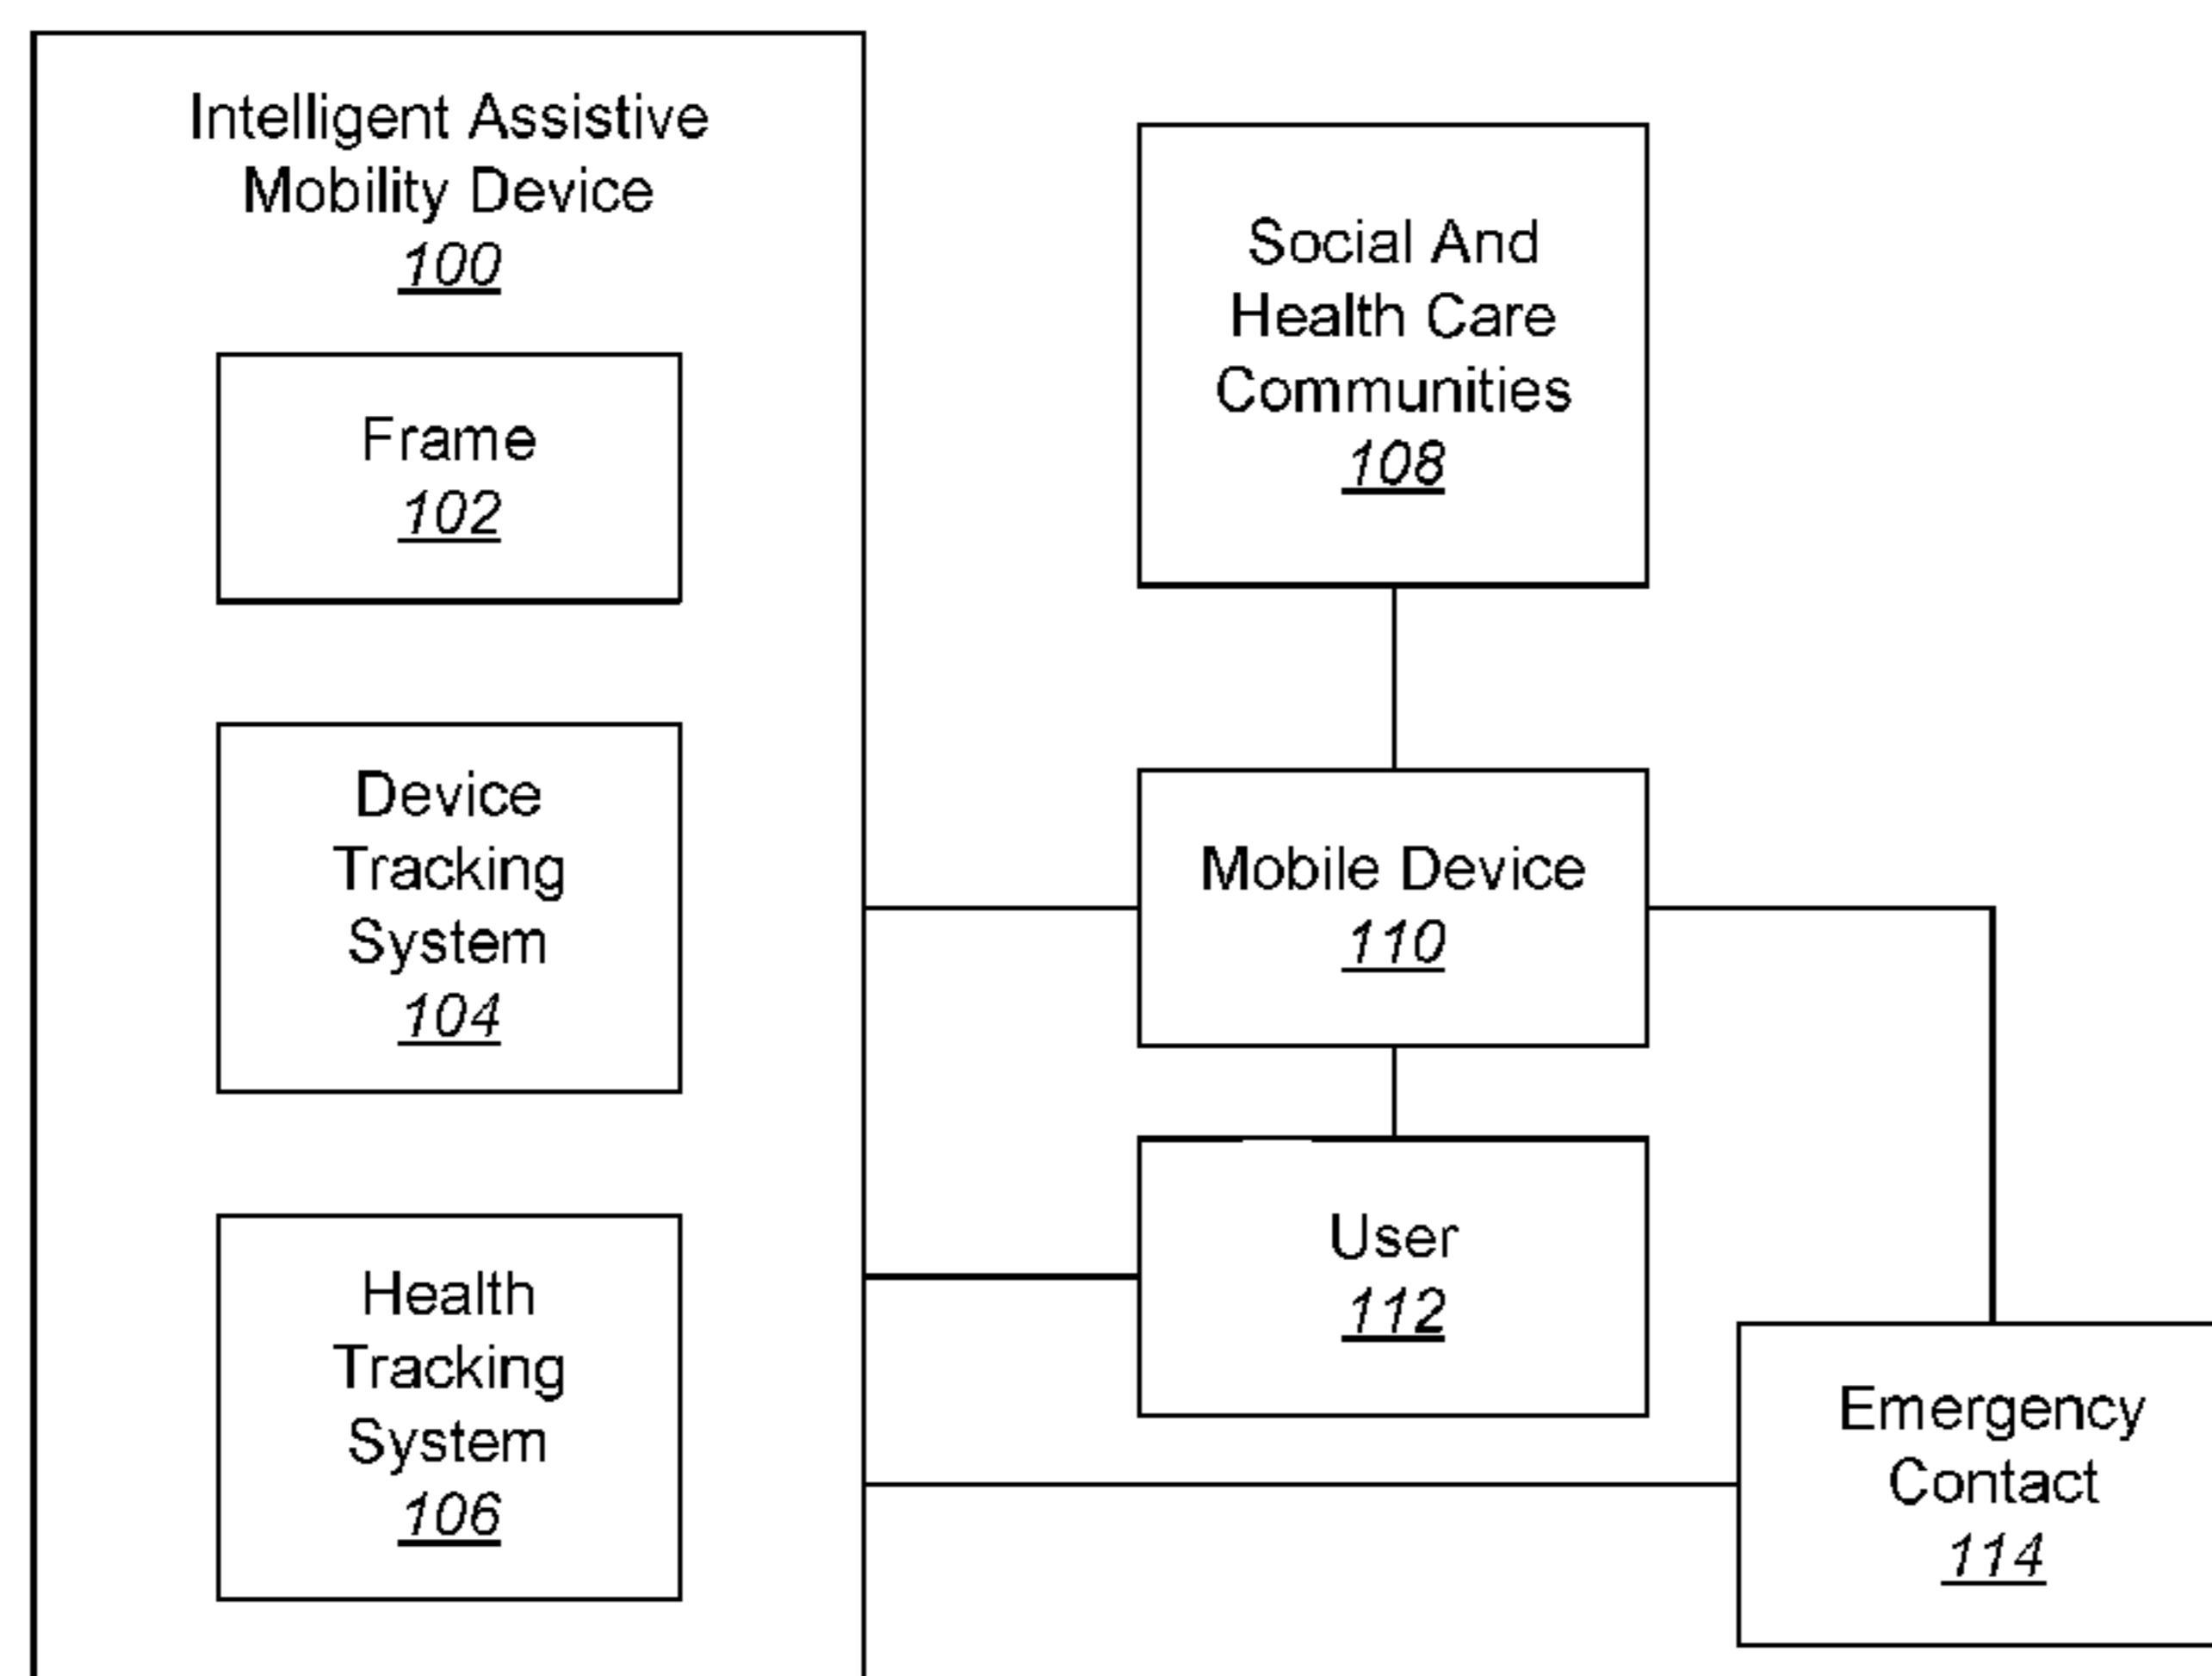 Intelligent Assistive
Mobility Device
100
Frame
102
Device
Tracking
System
104
Health
Tracking
System
106
Social And
Health Care
Communities
108
Mobile Device
110
User
112
Emergency
Contact
114